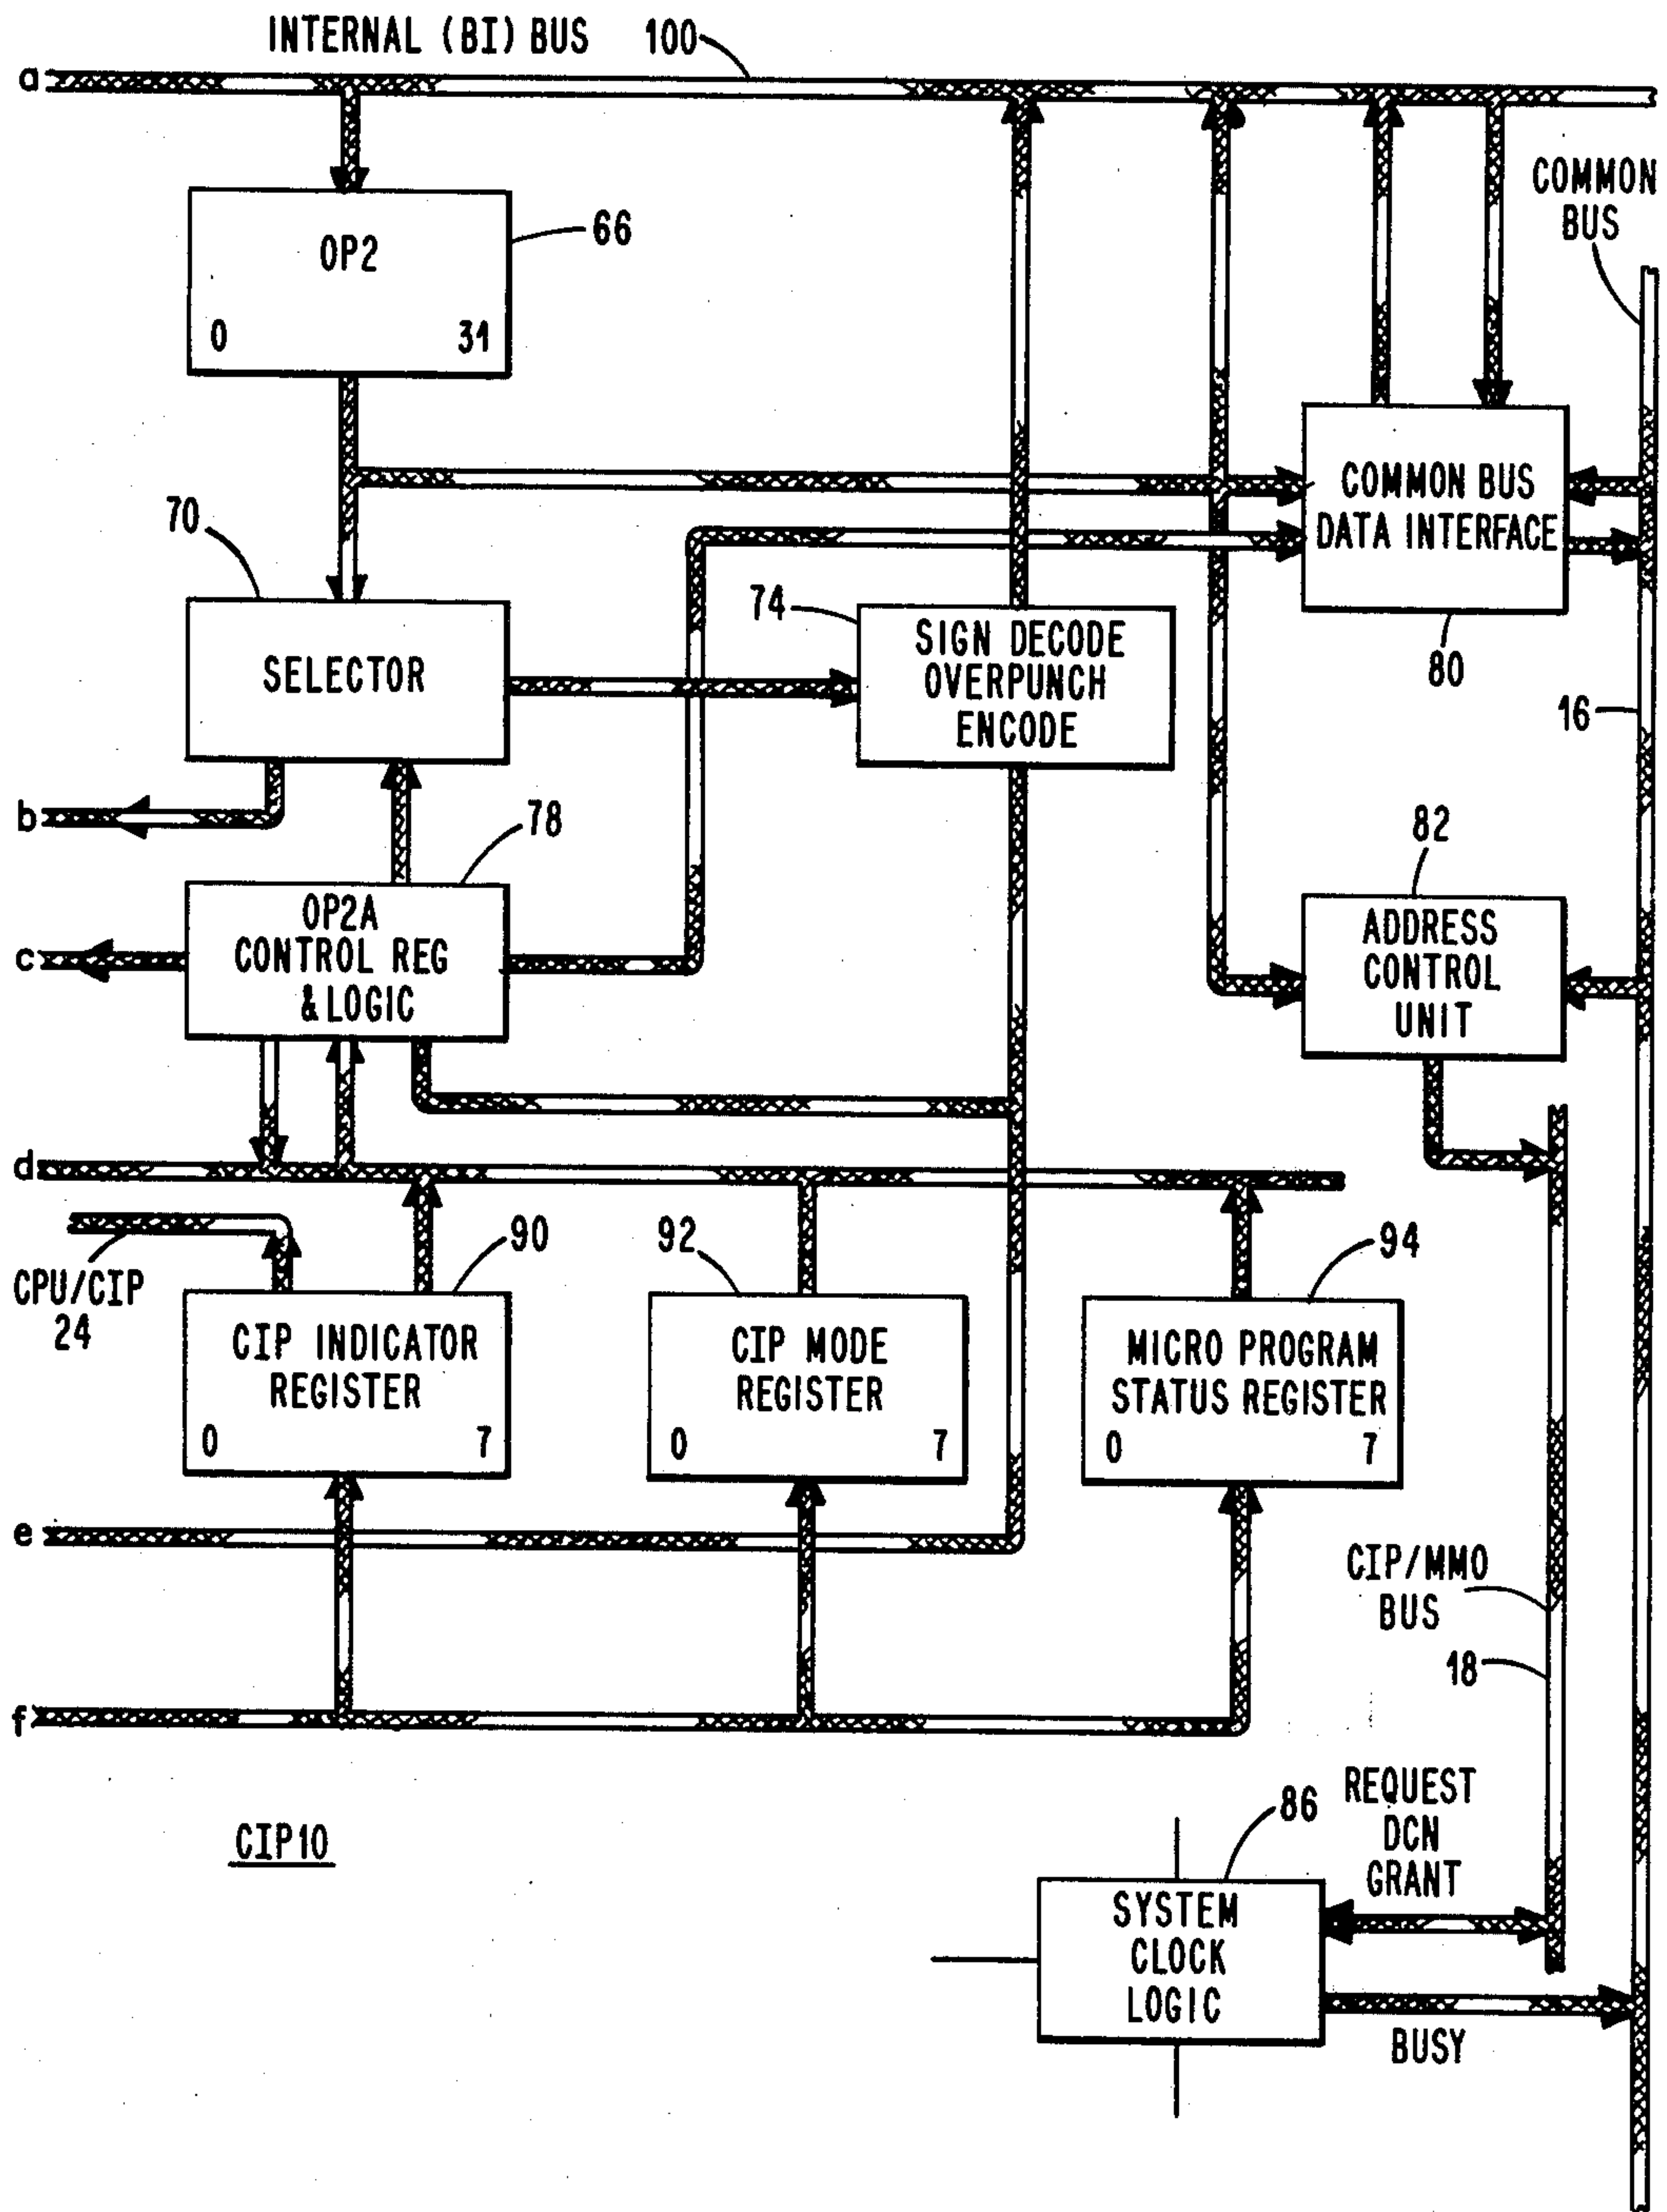 INTERNAL (BI) BUS 100
a
COMMON
BUS
66
OP2
0 31
70
COMMON BUS
DATA INTERFACE
80
74
SIGN DECODE
OVERPUNCH
ENCODE
SELECTOR
16
b
78
82
OP2A
CONTROL REG
& LOGIC
c
ADDRESS
CONTROL
UNIT
d
CPU/CIP
24
90
92
94
CIP INDICATOR
REGISTER
0 7
CIP MODE
REGISTER
0 7
MICRO PROGRAM
STATUS REGISTER
0 7
e
CIP/MMO
BUS
18
f
CIP10
86
REQUEST
DCN
GRANT
SYSTEM
CLOCK
LOGIC
BUSY